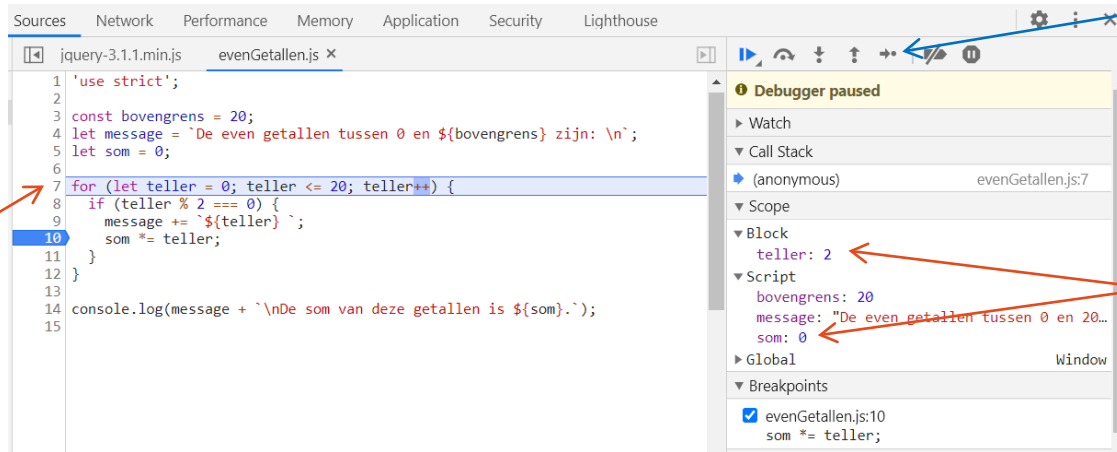 Sources Network Performance Memory Application Security Lighthouse
jquery-3.1.1.min.js evenGetallen.js ×
1 'use strict';
2
3 const bovengrens = 20;
4 let message = `De even getallen tussen 0 en ${bovengrens} zijn: \n`;
5 let som = 0;
6
7 for (let teller = 0; teller <= 20; teller++) {
8 if (teller % 2 === 0) {
9 message += `${teller} `;
10 som *= teller;
11 }
12 }
13
14 console.log(message + `\nDe som van deze getallen is ${som}.`);
15
Debugger paused
Watch
Call Stack
(anonymous) evenGetallen.js:7
Scope
Block
teller: 2
Script
bovengrens: 20
message: "De even getallen tussen 0 en 20…
som: 0
Global Window
Breakpoints
evenGetallen.js:10
som *= teller;